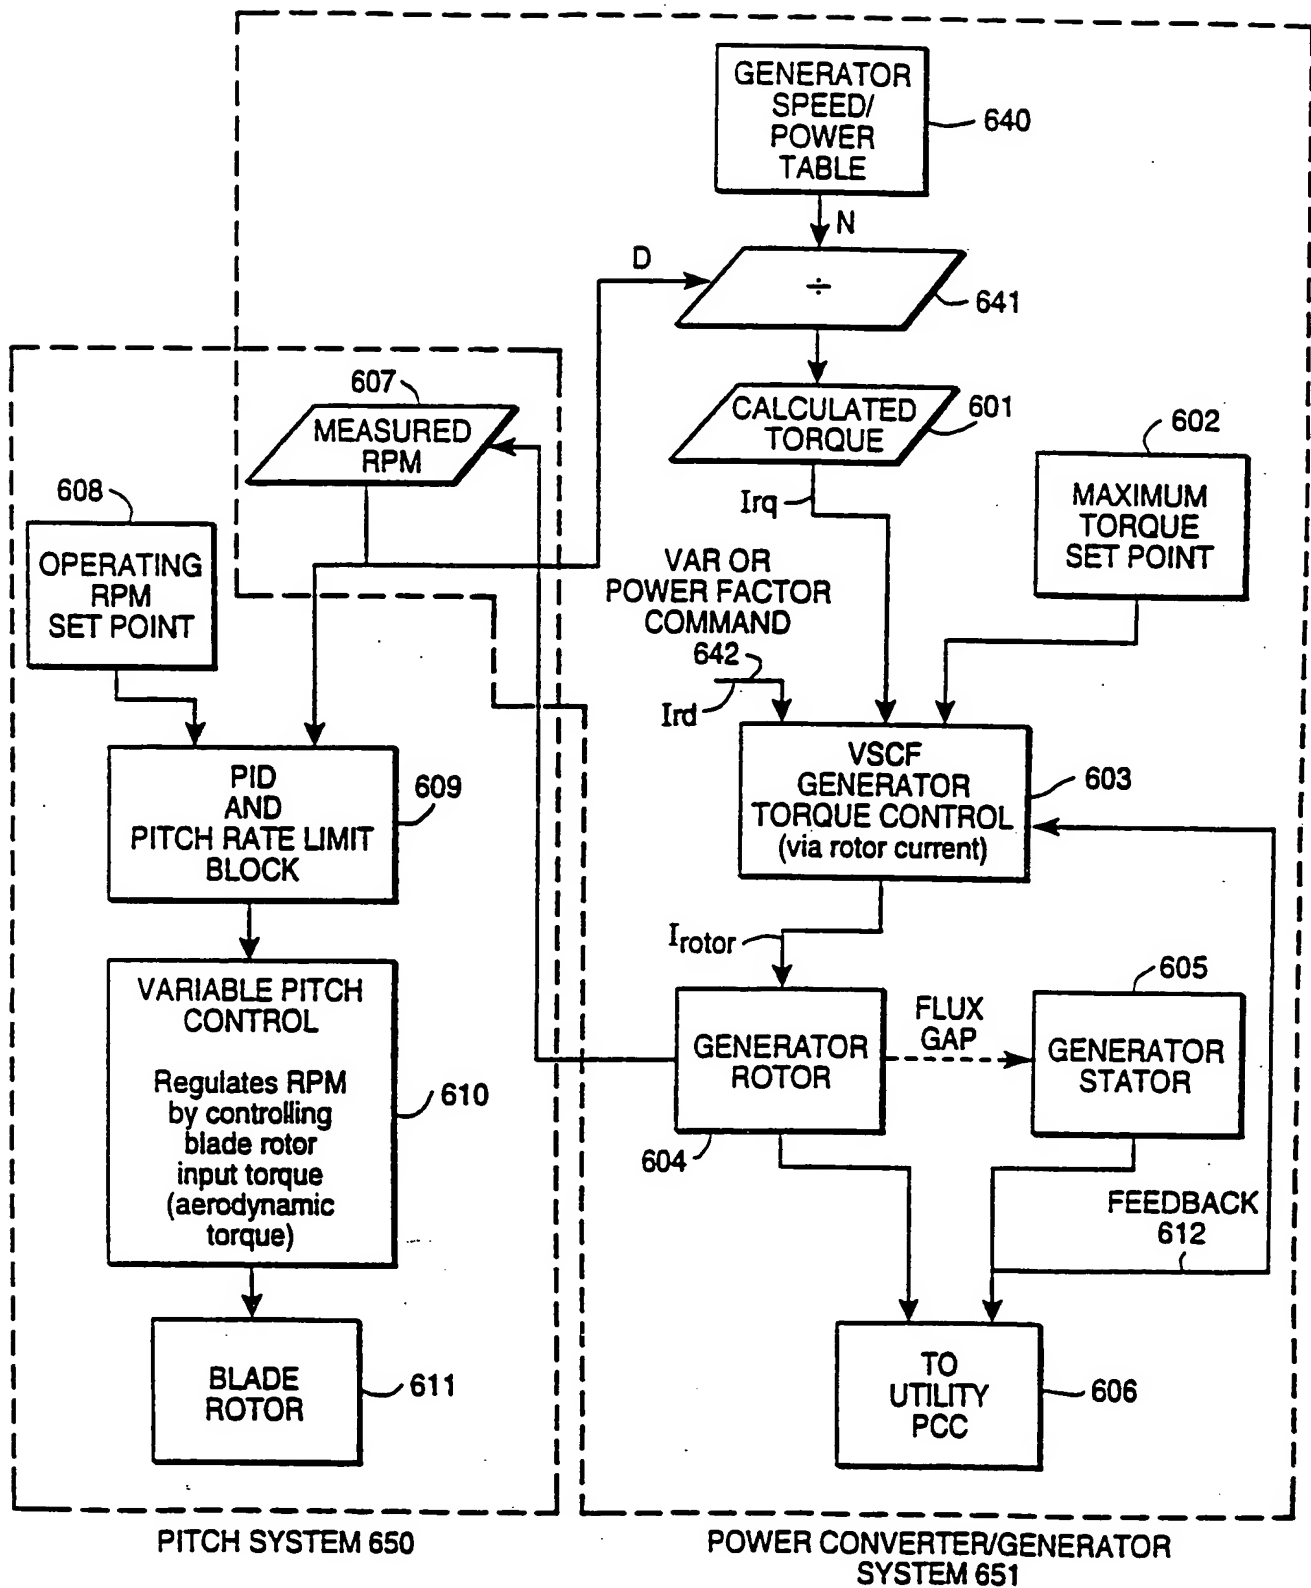 GENERATOR
SPEED/
POWER
TABLE
640
N
D
÷
641
607
MEASURED
RPM
CALCULATED
TORQUE
601
602
MAXIMUM
TORQUE
SET POINT
608
OPERATING
RPM
SET POINT
Irq
VAR OR
POWER FACTOR
COMMAND
642
Ird
PID
AND
PITCH RATE LIMIT
BLOCK
609
VSCF
GENERATOR
TORQUE CONTROL
(via rotor current)
603
Irotor
VARIABLE PITCH
CONTROL
Regulates RPM
by controlling
blade rotor
input torque
(aerodynamic
torque)
610
GENERATOR
ROTOR
604
FLUX
GAP
605
GENERATOR
STATOR
FEEDBACK
612
BLADE
ROTOR
611
TO
UTILITY
PCC
606
PITCH SYSTEM 650
POWER CONVERTER/GENERATOR
SYSTEM 651